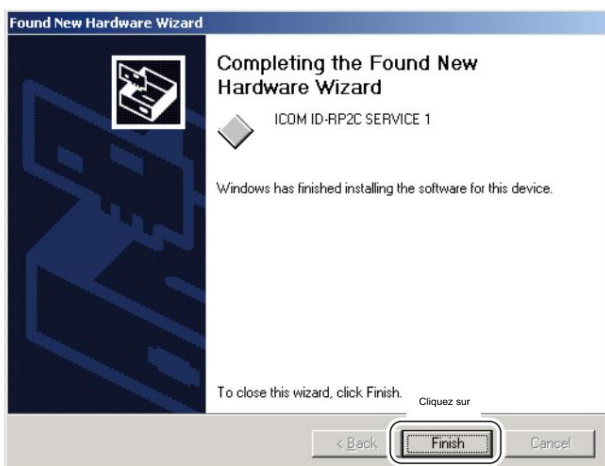 Found New Hardware Wizard
Completing the Found New
Hardware Wizard
ICOM ID-RP2C SERVICE 1
Windows has finished installing the software for this device.
To close this wizard, click Finish.
Cliquez sur
< Back
Finish
Cancel